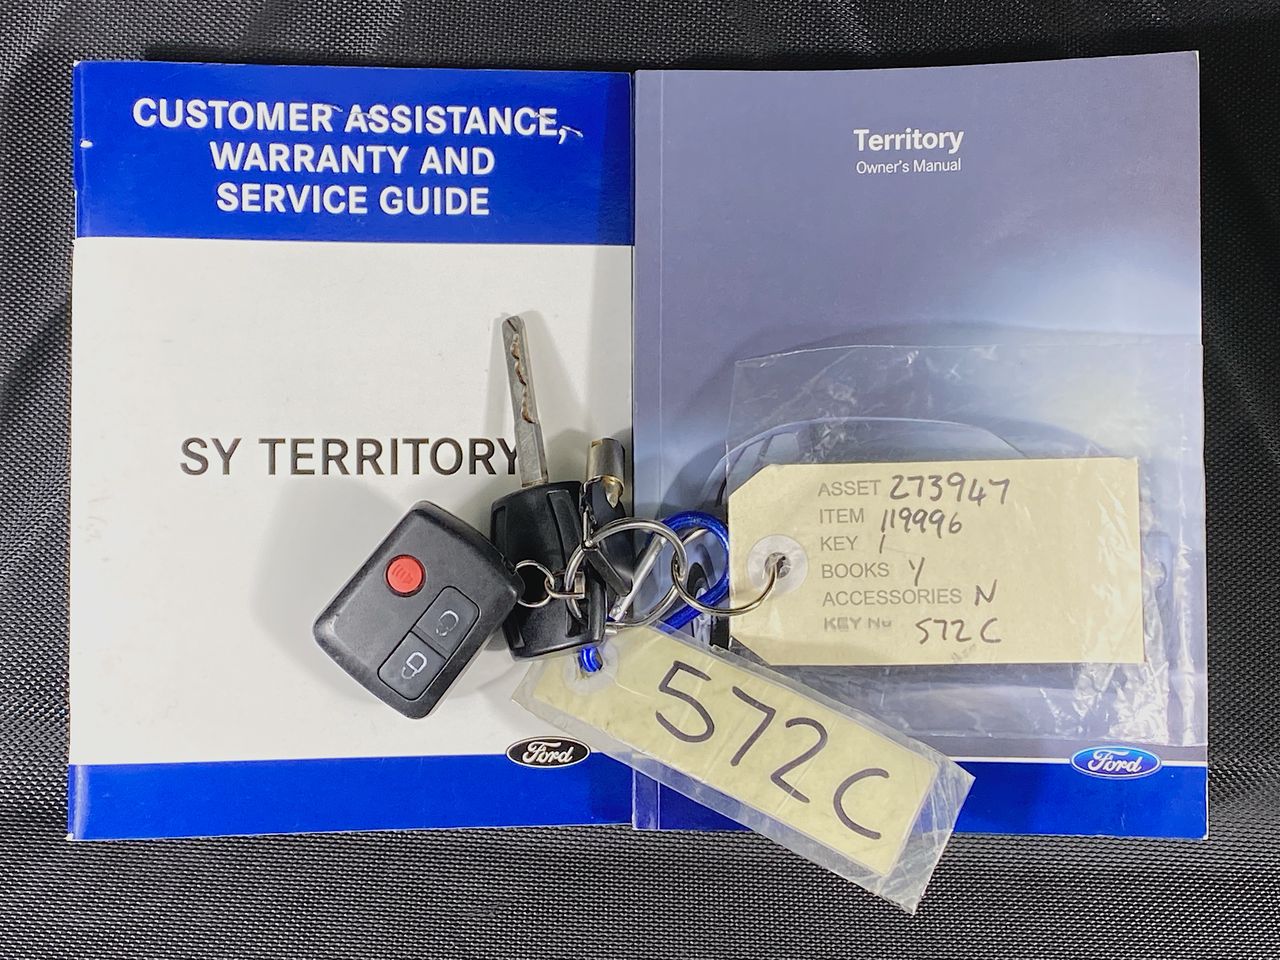 CUSTOMER ASSISTANCE,
WARRANTY AND
SERVICE GUIDE
SY TERRITORY
Ford
Territory
Owner's Manual
ASSET 273947
ITEM 119996
KEY 1
BOOKS Y
ACCESSORIES N
KEY No 572C
572C
Ford